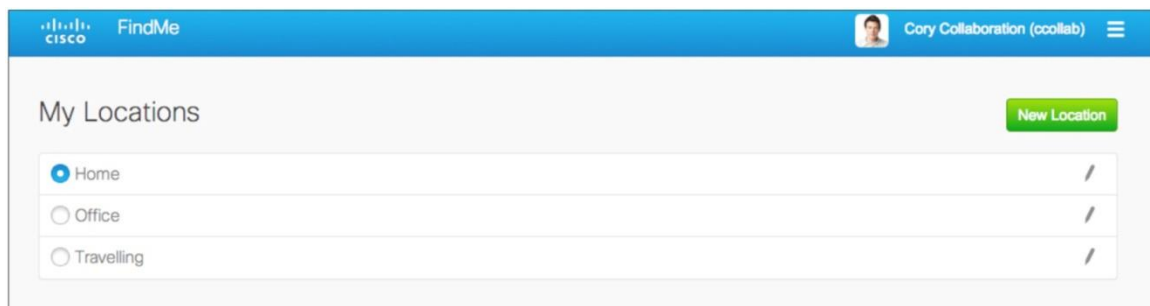 CISCO FindMe Cory Collaboration (ccollab)
My Locations New Location
Home
Office
Travelling